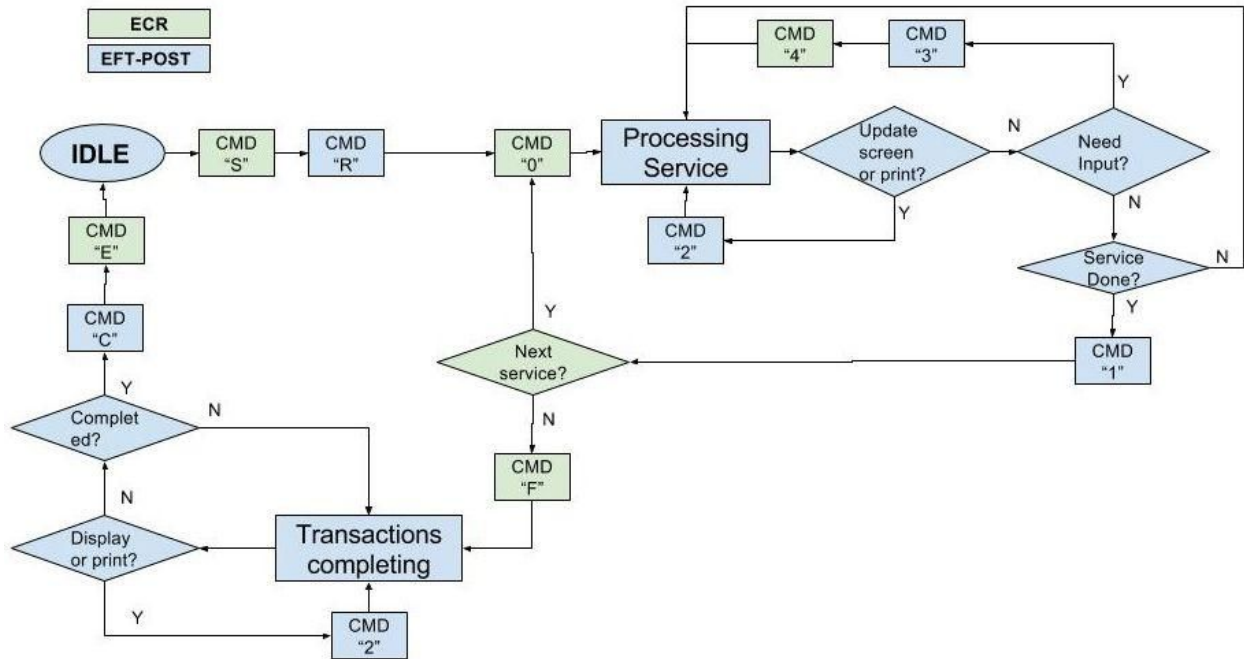 ECR
EFT-POST
CMD
“4”
CMD
“3”
Y
IDLE
CMD
“S”
CMD
“R”
CMD
“0”
Processing
Service
Update
screen
or print?
N
Need
Input?
Y
N
CMD
“2”
CMD
“E”
Service
Done?
N
Y
CMD
“C”
Y
Next
service?
CMD
“1”
Y
N
Complet
ed?
N
CMD
“F”
N
Display
or print?
Transactions
completing
Y
CMD
“2”